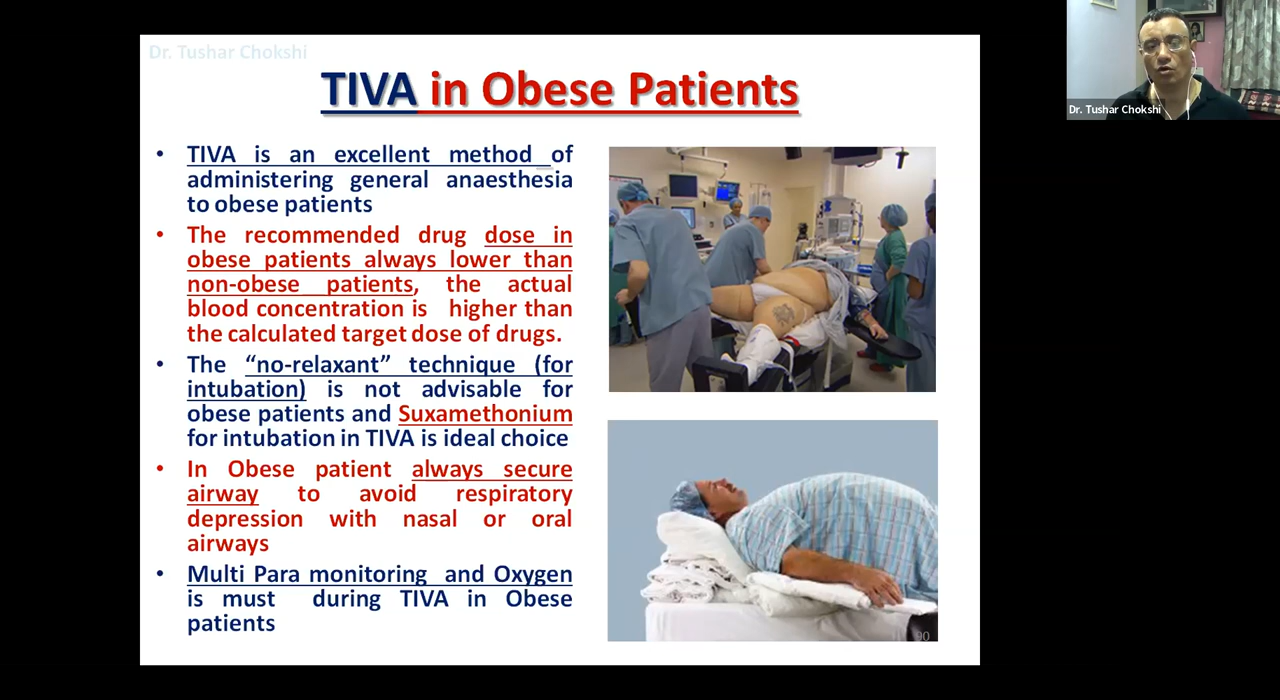 Dr. Tushar Chokshi
TIVA in Obese Patients
• TIVA is an excellent method of
administering general anaesthesia
to obese patients
• The recommended drug dose in
obese patients always lower than
non-obese patients, the actual
blood concentration is higher than
the calculated target dose of drugs.
• The “no-relaxant” technique (for
intubation) is not advisable for
obese patients and Suxamethonium
for intubation in TIVA is ideal choice
• In Obese patient always secure
airway to avoid respiratory
depression with nasal or oral
airways
• Multi Para monitoring and Oxygen
is must during TIVA in Obese
patients
90
Dr. Tushar Chokshi